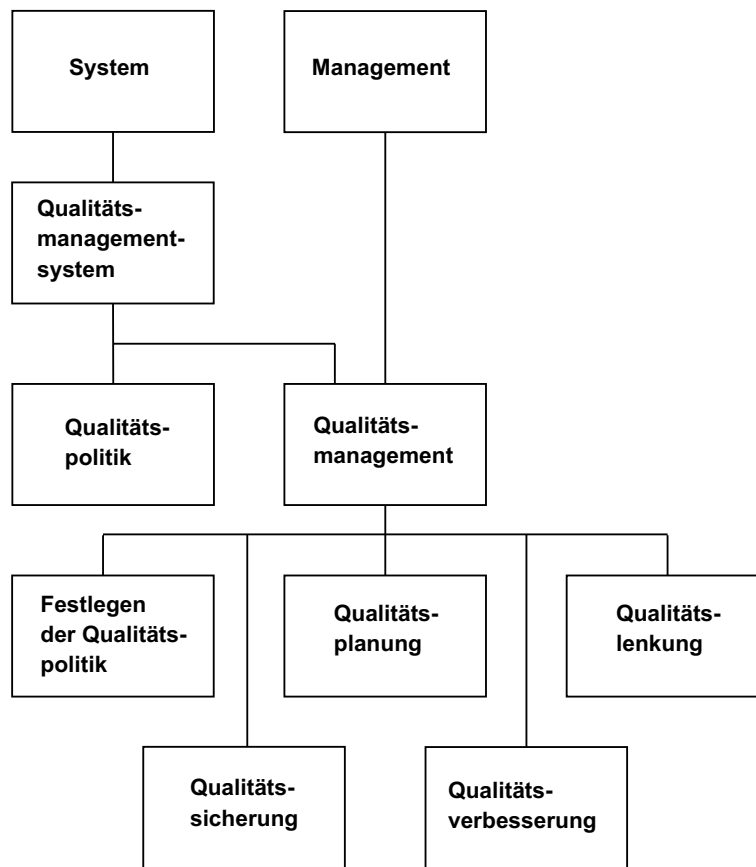 System
Management
Qualitäts-
management-
system
Qualitäts-
politik
Qualitäts-
management
Festlegen
der Qualitäts-
politik
Qualitäts-
planung
Qualitäts-
lenkung
Qualitäts-
sicherung
Qualitäts-
verbesserung